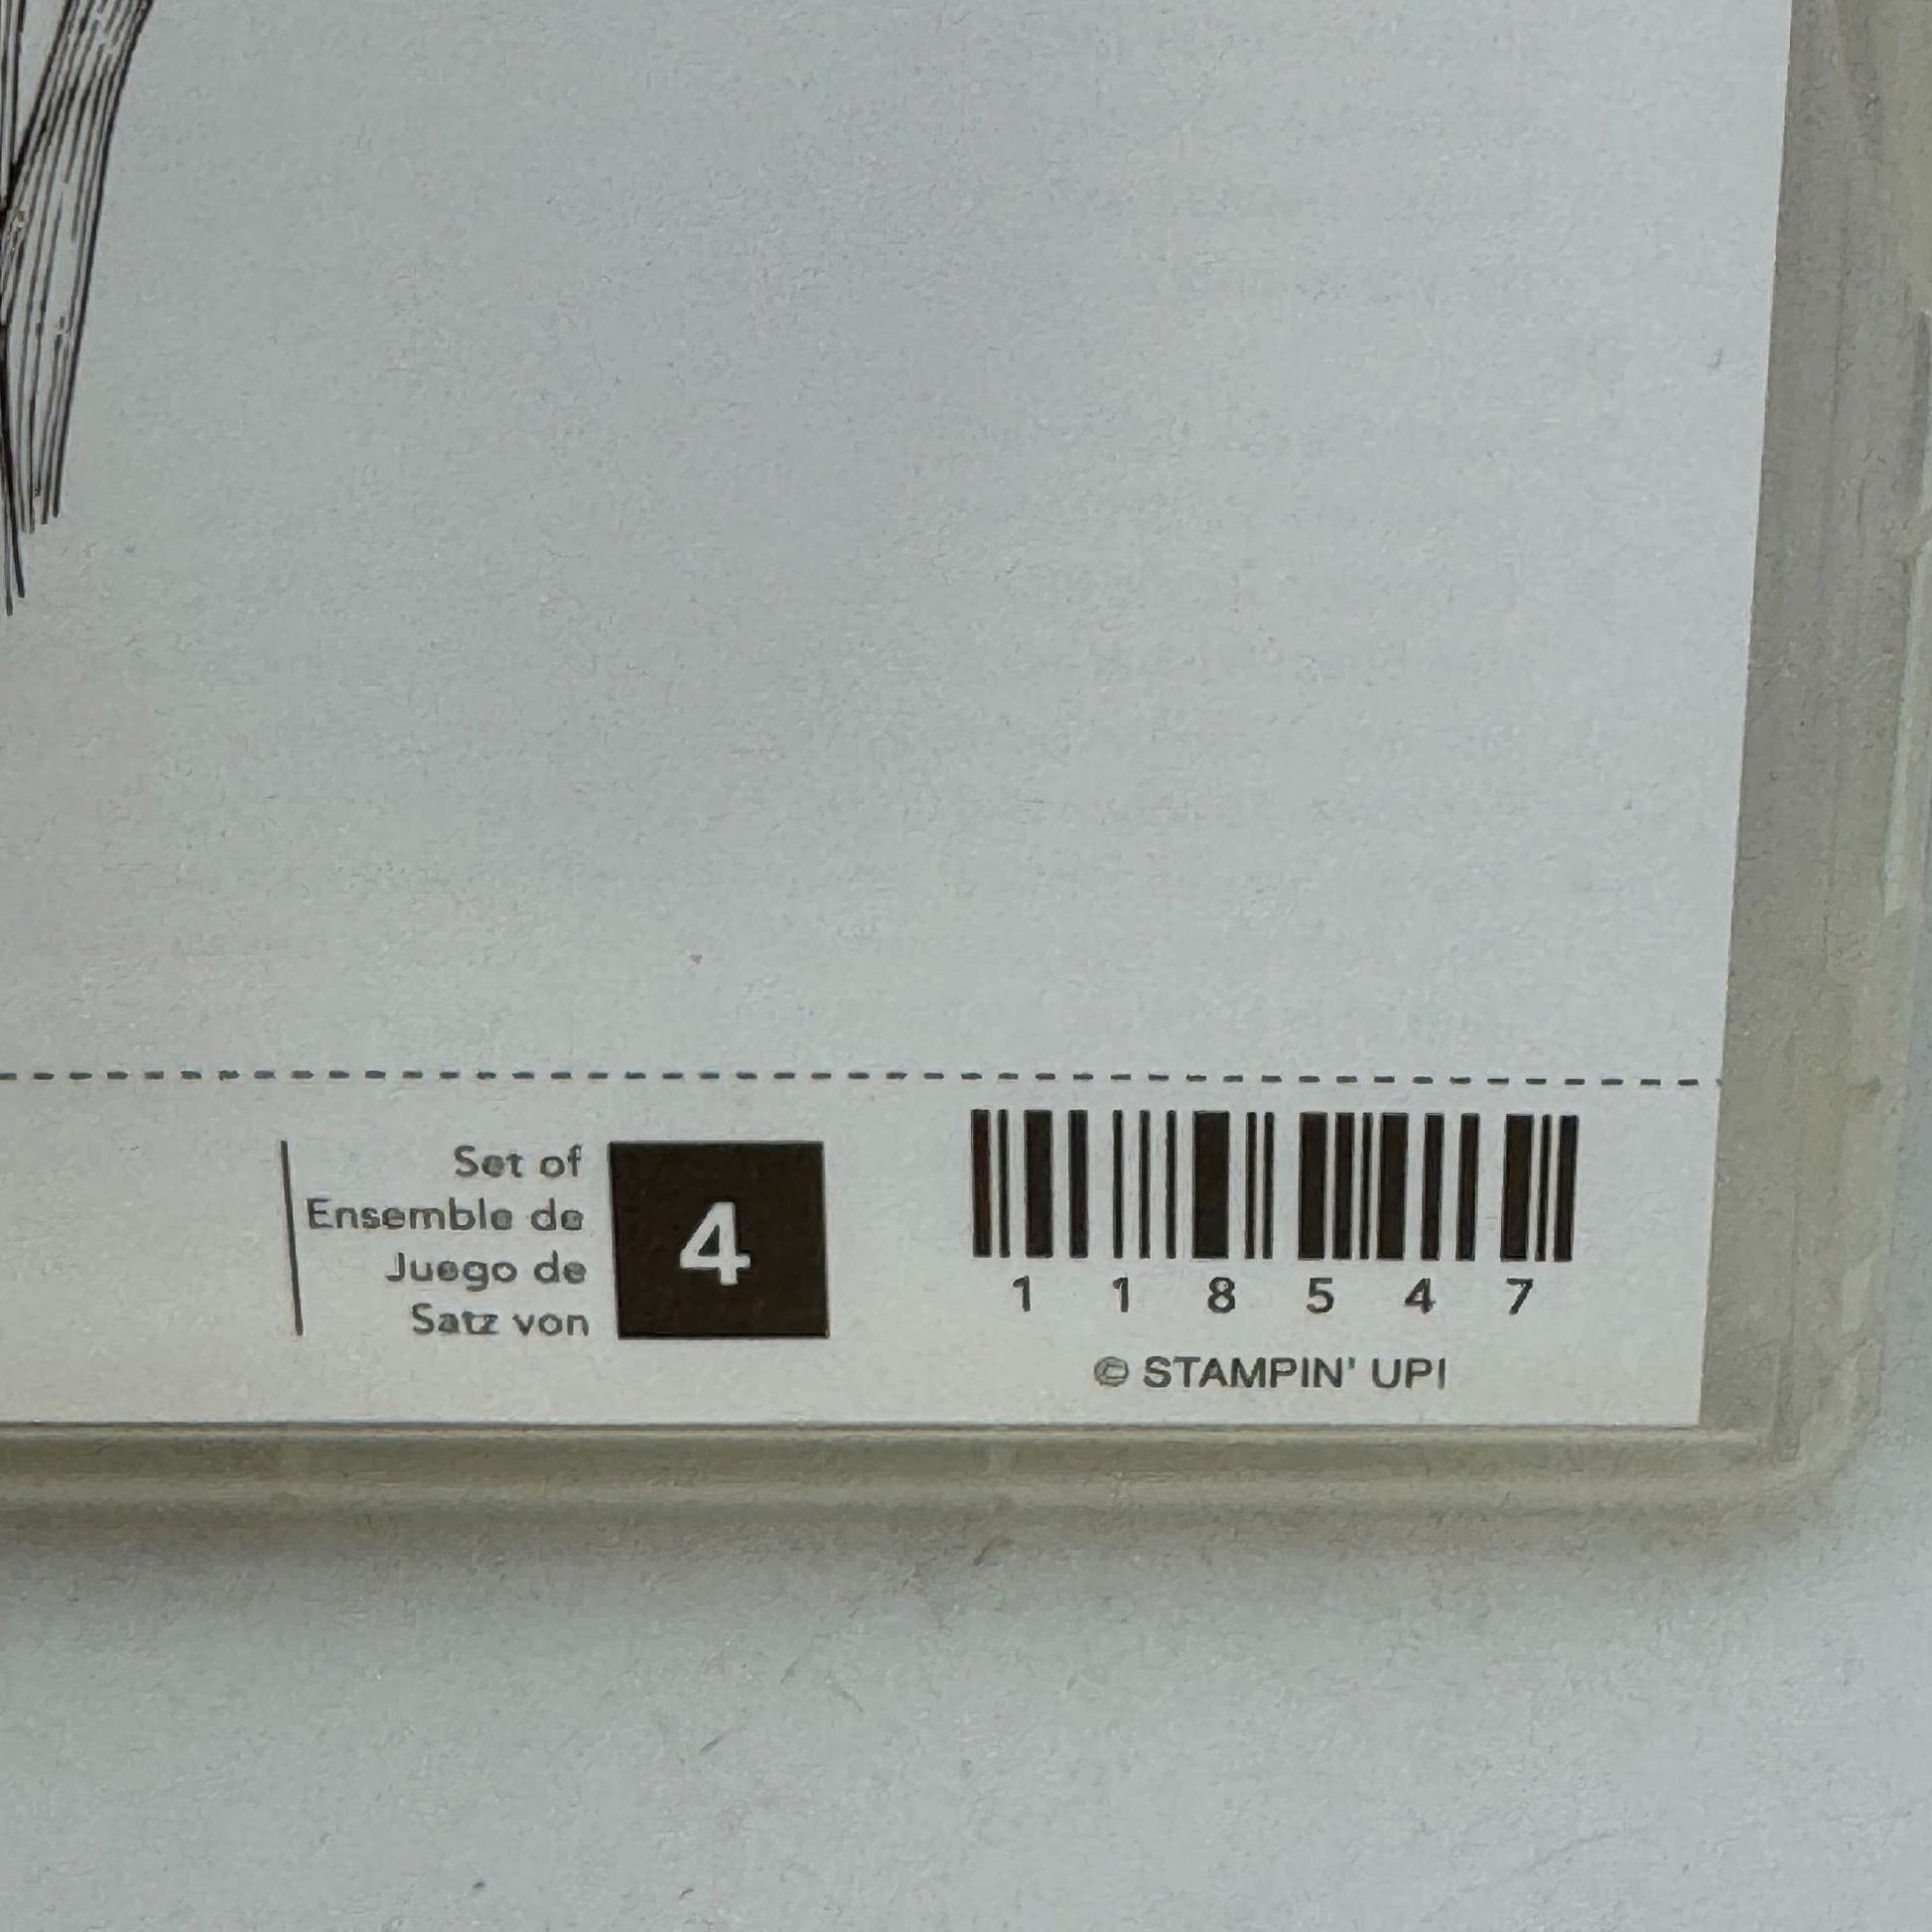 Set of
Ensemble de
Juego de
Satz von
4
1 1 8 5 4 7
© STAMPIN' UP!